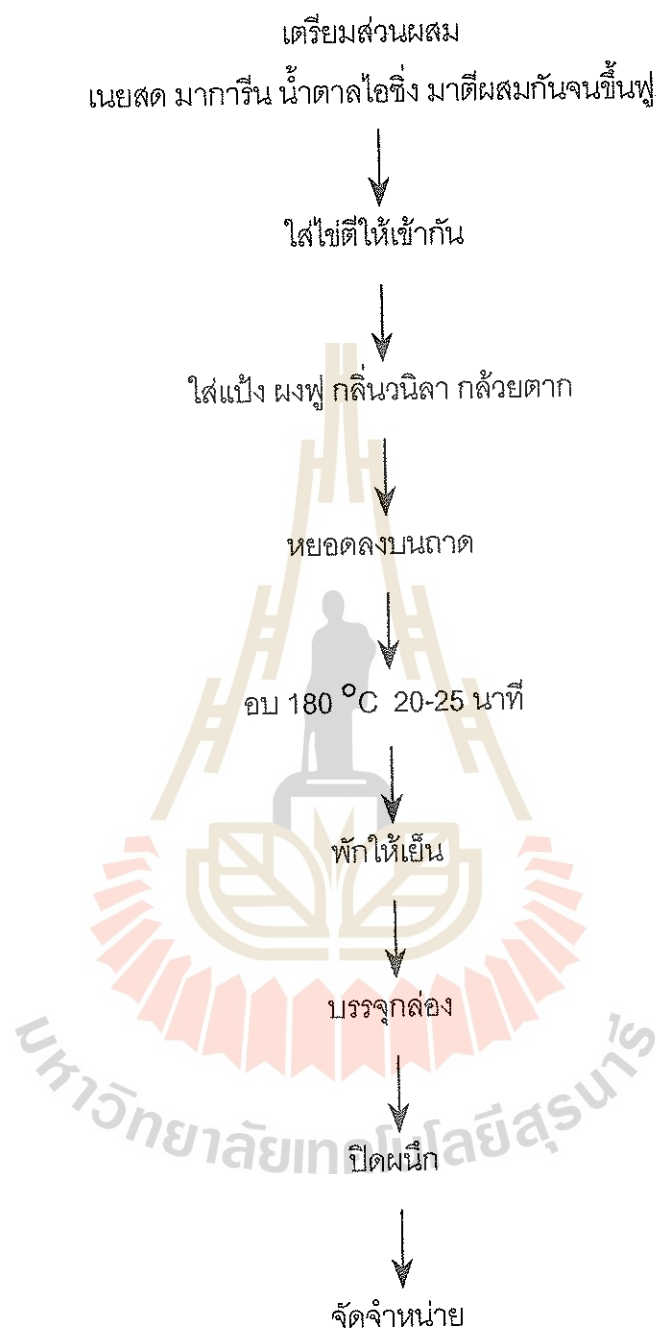 เตรียมส่วนผสม
เนยสด มาการีน น้ำตาลไอซิ่ง มาตีผสมกันจนขึ้นฟู
ใส่ไข่ตีให้เข้ากัน
ใส่แป้ง ผงฟู กลิ่นวนิลา กล้วยตาก
หยอดลงบนถาด
อบ 180 °C 20-25 นาที
พักให้เย็น
บรรจุกล่อง
ปิดผนึก
มหาวิทยาลัยเทคโนโลยีสุรนารี
จัดจำหน่าย